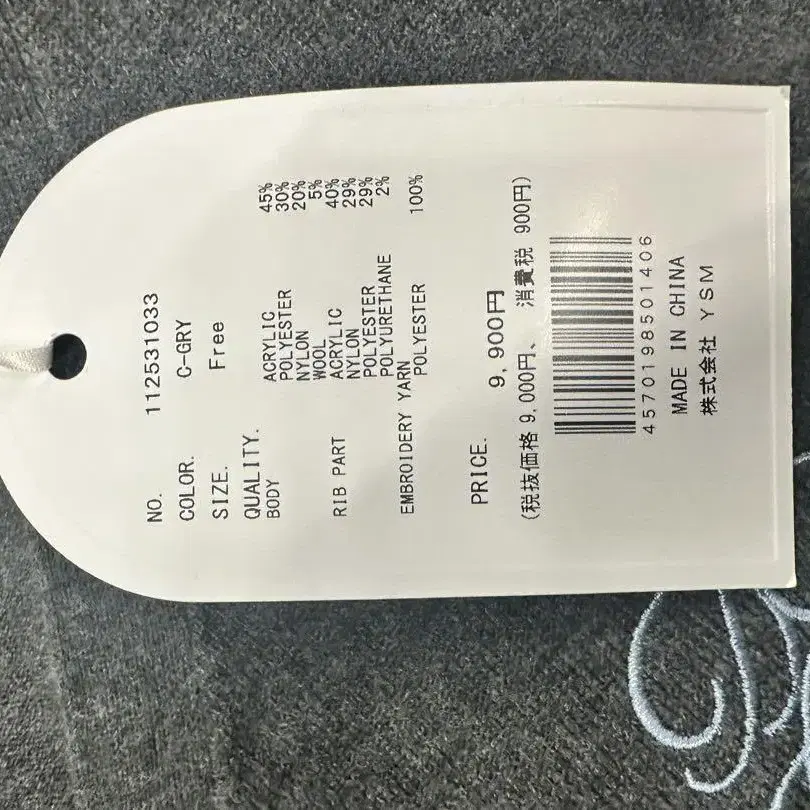 NO. 112531033
COLOR. C-GRY
SIZE. Free
QUALITY.
BODY ACRYLIC 45%
POLYESTER 30%
NYLON 20%
WOOL 5%
RIB PART ACRYLIC 40%
NYLON 29%
POLYESTER 29%
POLYURETHANE 2%
EMBROIDERY YARN
POLYESTER 100%
PRICE. 9,900円
(税抜価格 9,000円、 消費税 900円)
4570198501406
MADE IN CHINA
株式会社 YSM